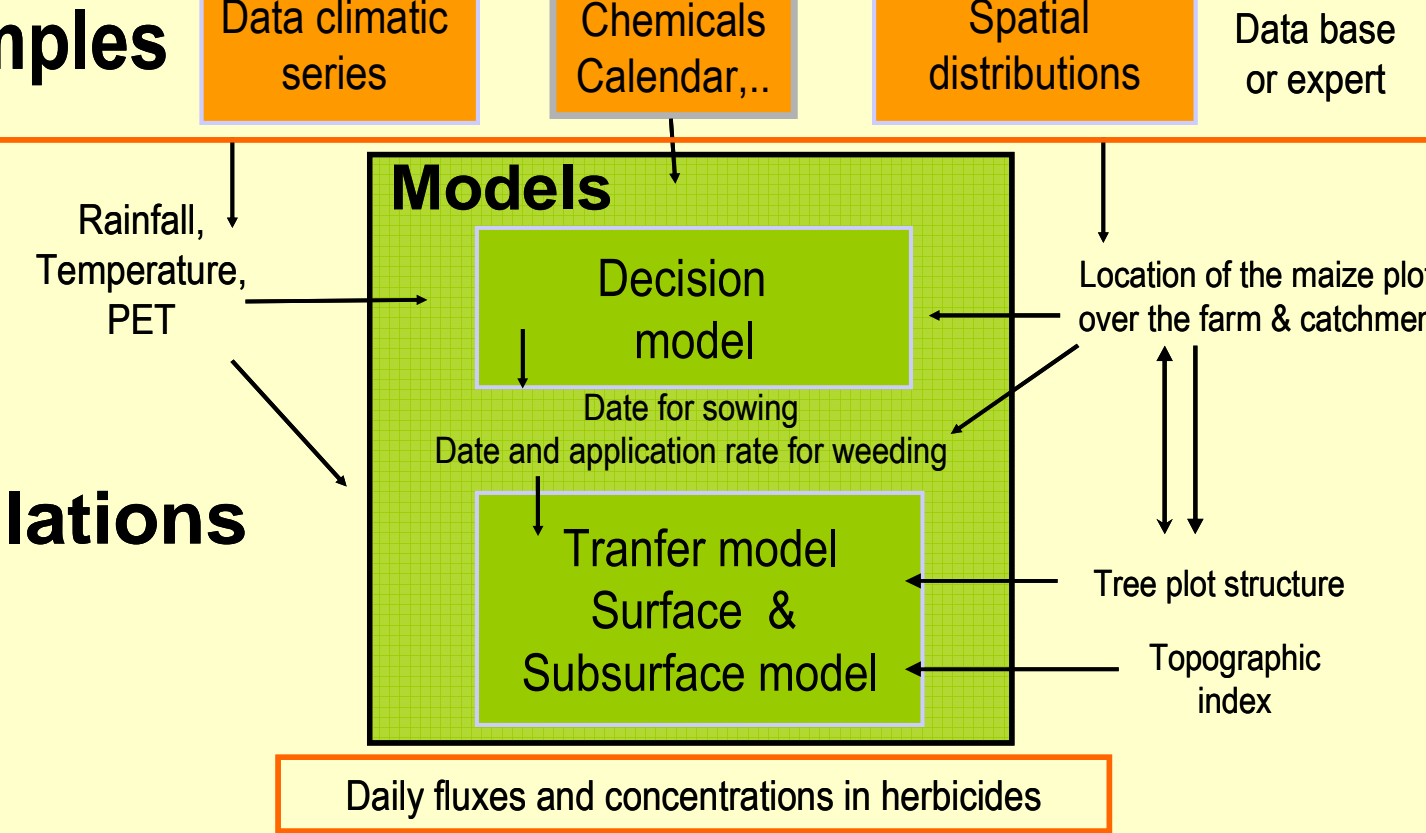 mples
Data climatic
series
Chemicals
Calendar,..
Spatial
distributions
Data base
or expert
Models
Rainfall,
Temperature,
PET
Decision
model
Location of the maize plot
over the farm & catchmen
Date for sowing
Date and application rate for weeding
lations
Tranfer model
Surface &
Subsurface model
Tree plot structure
Topographic
index
Daily fluxes and concentrations in herbicides